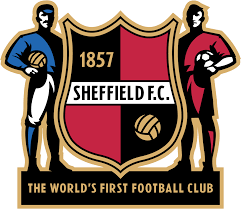 1857
SHEFFIELD F.C.
THE WORLD'S FIRST FOOTBALL CLUB